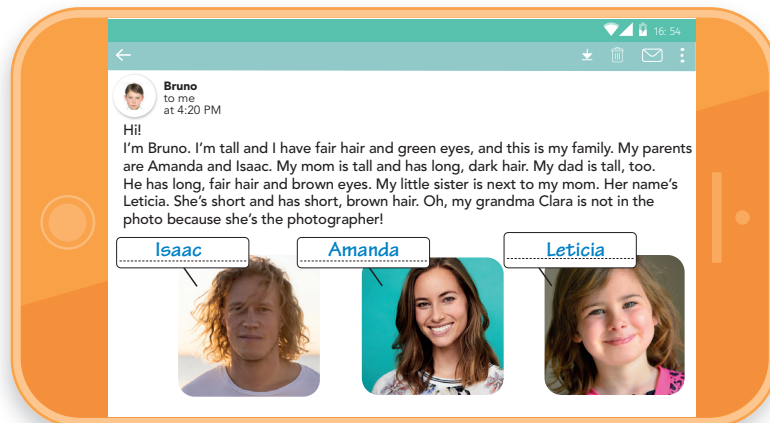 16: 54
Bruno
to me
at 4:20 PM
Hi!
I'm Bruno. I'm tall and I have fair hair and green eyes, and this is my family. My parents
are Amanda and Isaac. My mom is tall and has long, dark hair. My dad is tall, too.
He has long, fair hair and brown eyes. My little sister is next to my mom. Her name's
Leticia. She's short and has short, brown hair. Oh, my grandma Clara is not in the
photo because she's the photographer!
Isaac
Amanda
Leticia